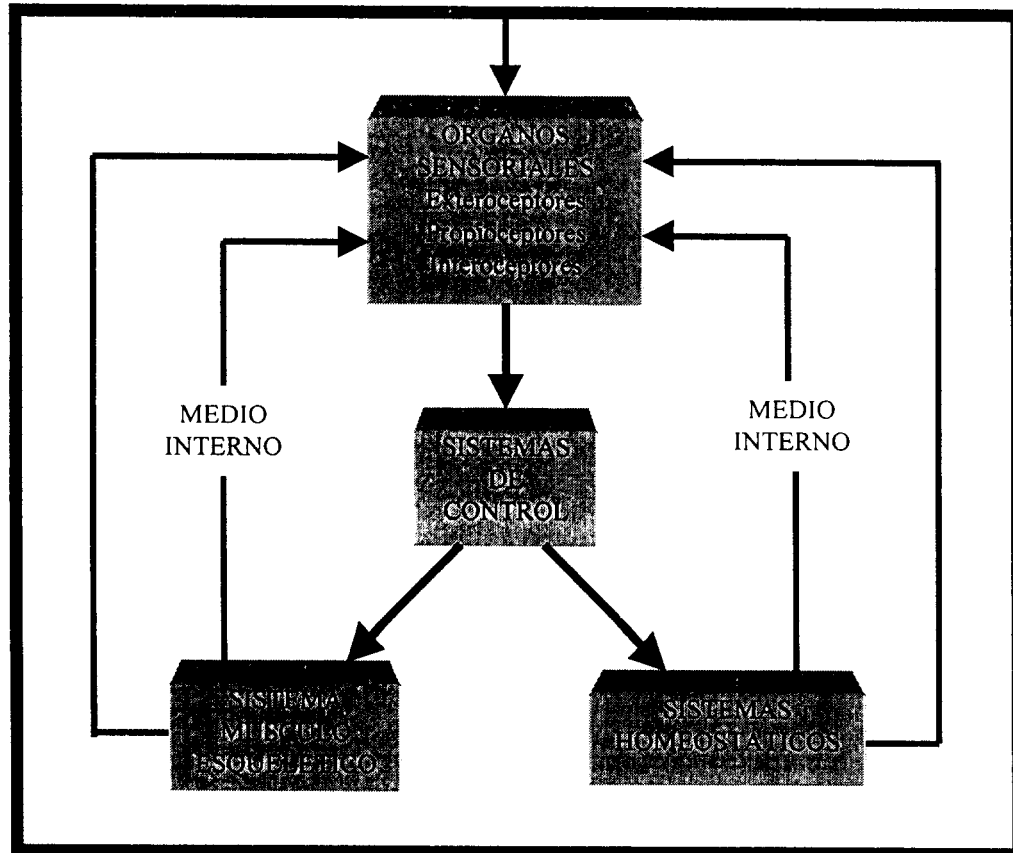 ORGANOS
SENSORIALES
Exteroceptores
Propioceptores
Interoceptores
MEDIO
INTERNO
MEDIO
INTERNO
SISTEMAS
DE
CONTROL
SISTEMA
MUSCULO
ESQUELETICO
SISTEMAS
HOMEOSTATICOS